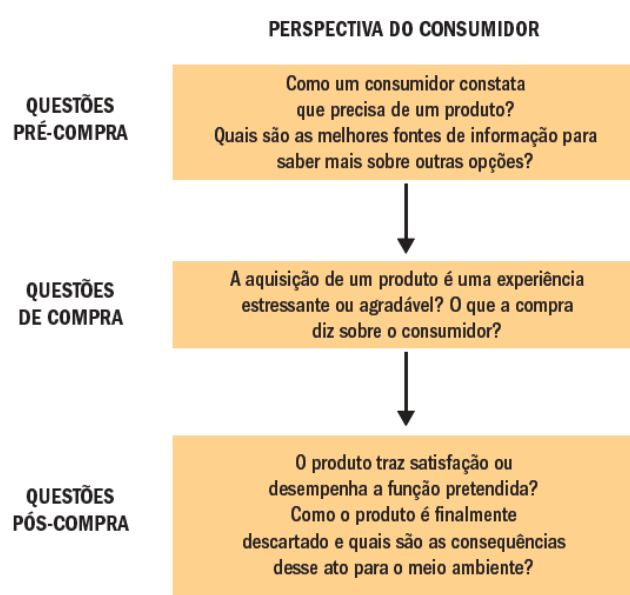 PERSPECTIVA DO CONSUMIDOR
QUESTÕES
PRÉ-COMPRA
Como um consumidor constata
que precisa de um produto?
Quais são as melhores fontes de informação para
saber mais sobre outras opções?
QUESTÕES
DE COMPRA
A aquisição de um produto é uma experiência
estressante ou agradável? O que a compra
diz sobre o consumidor?
QUESTÕES
PÓS-COMPRA
O produto traz satisfação ou
desempenha a função pretendida?
Como o produto é finalmente
descartado e quais são as consequências
desse ato para o meio ambiente?